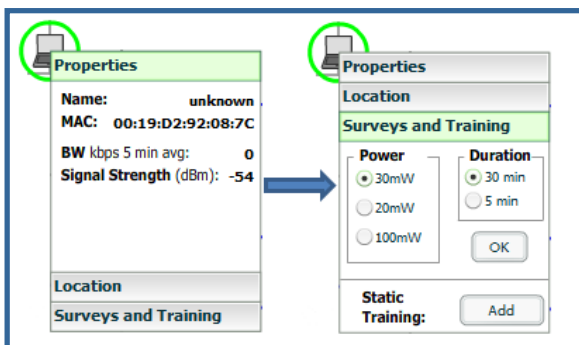 Properties
Name: unknown
MAC: 00:19:D2:92:08:7C
BW kbps 5 min avg: 0
Signal Strength (dBm): -54
Location
Surveys and Training
Properties
Location
Surveys and Training
Power
30mW
20mW
100mW
Duration
30 min
5 min
OK
Static
Training:
Add